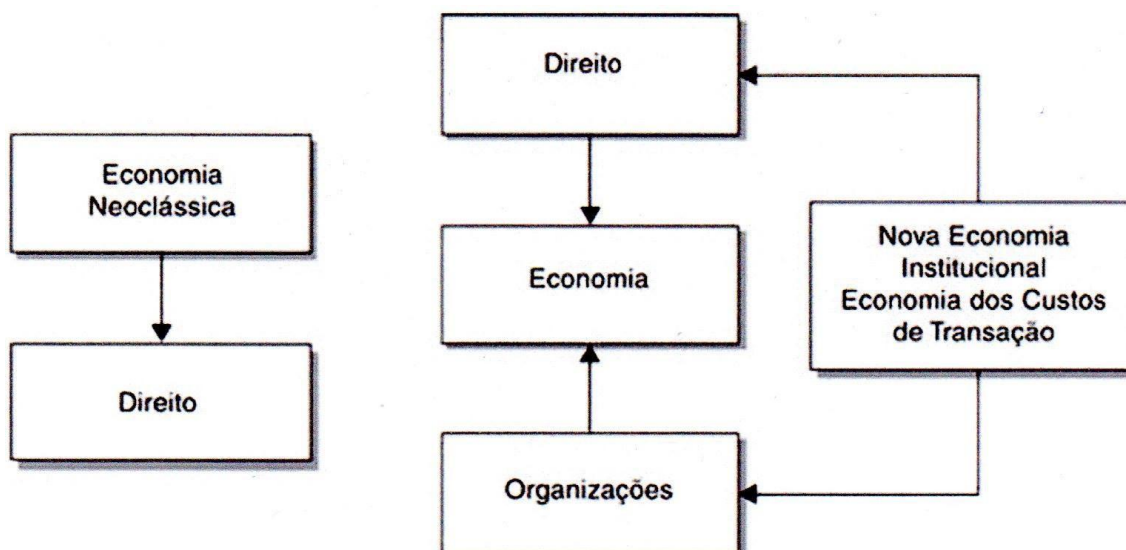 Economia
Neoclássica
Direito
Direito
Economia
Organizações
Nova Economia
Institucional
Economia dos Custos
de Transação